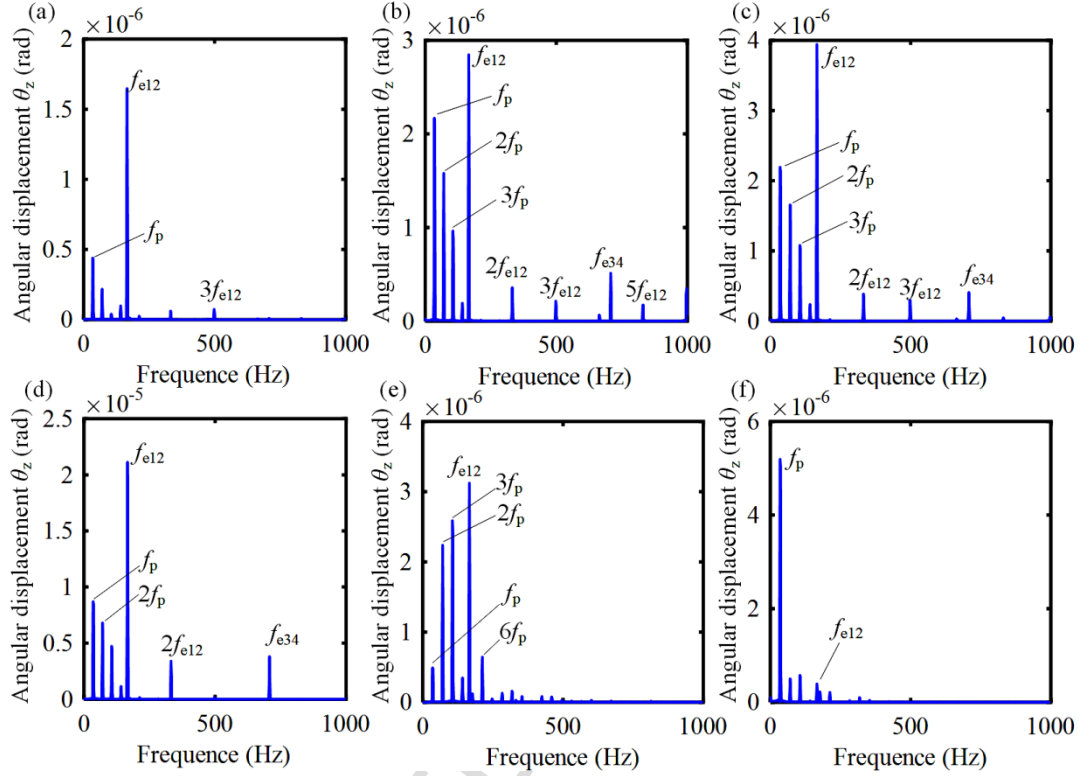 (a) ×10⁻⁶
Angular displacement θz (rad)
2
1.5
1
0.5
0
fe12
fp
3fe12
0 500 1000
Frequence (Hz)
(b) ×10⁻⁶
Angular displacement θz (rad)
3
2
1
0
fe12
fp
2fp
3fp
2fe12
3fe12
fe34
5fe12
0 500 1000
Frequence (Hz)
(c) ×10⁻⁶
Angular displacement θz (rad)
4
3
2
1
0
fe12
fp
2fp
3fp
2fe12
3fe12
fe34
0 500 1000
Frequence (Hz)
(d) ×10⁻⁵
Angular displacement θz (rad)
2.5
2
1.5
1
0.5
0
fe12
fp
2fp
2fe12
fe34
0 500 1000
Frequence (Hz)
(e) ×10⁻⁶
Angular displacement θz (rad)
4
3
2
1
0
fe12
3fp
2fp
fp
6fp
0 500 1000
Frequence (Hz)
(f) ×10⁻⁶
Angular displacement θz (rad)
6
4
2
0
fp
fe12
0 500 1000
Frequence (Hz)